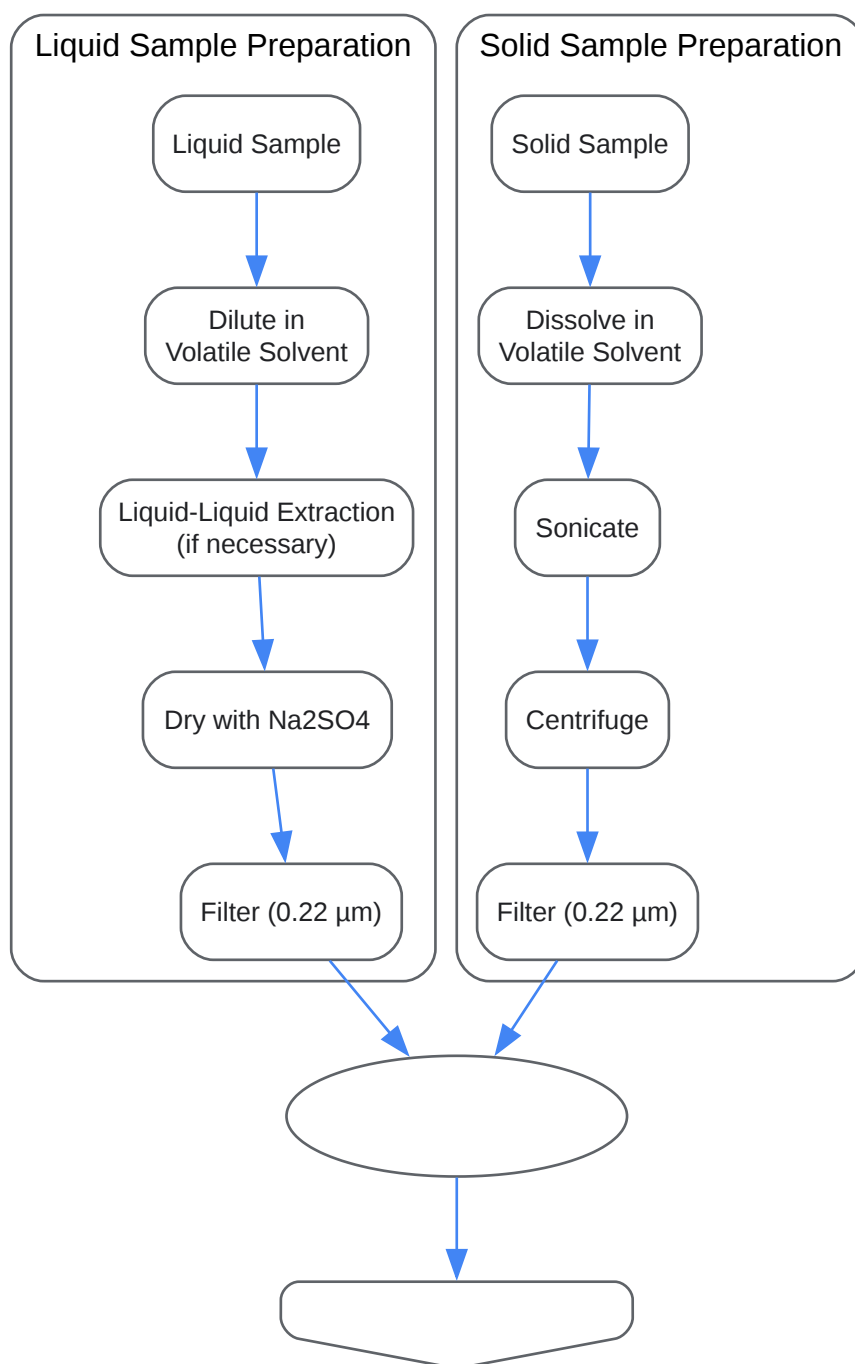 Liquid Sample Preparation
Liquid Sample
Dilute in
Volatile Solvent
Liquid-Liquid Extraction
(if necessary)
Dry with Na2SO4
Filter (0.22 µm)
Solid Sample Preparation
Solid Sample
Dissolve in
Volatile Solvent
Sonicate
Centrifuge
Filter (0.22 µm)